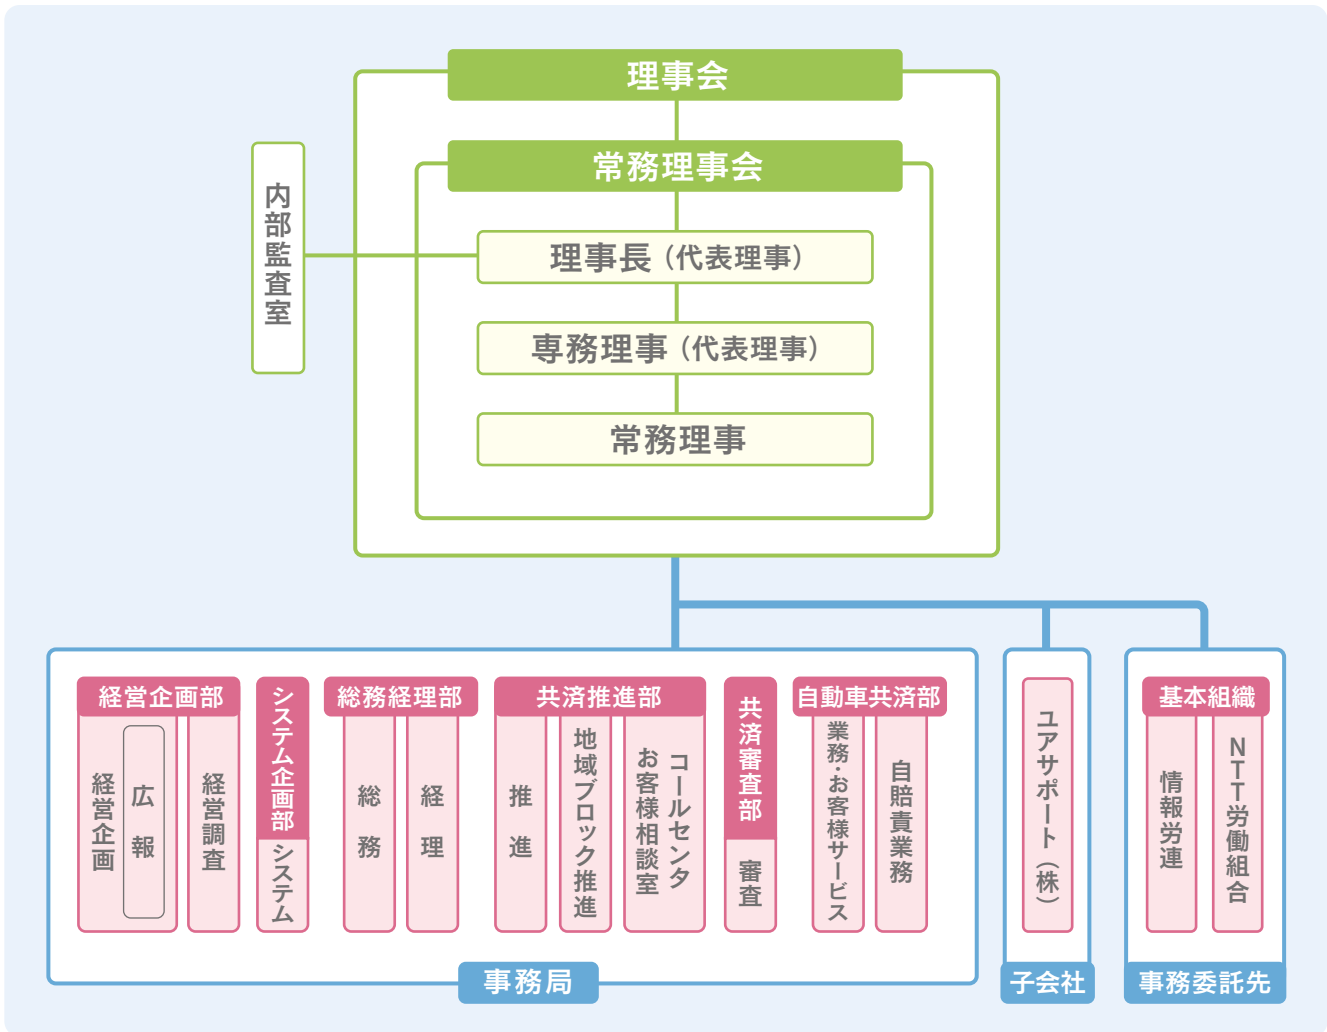 理事会
常務理事会
内部監査室
理事長（代表理事）
専務理事（代表理事）
常務理事
経営企画部
経営企画
広報
経営調査
システム企画部
システム
総務経理部
総務
経理
共済推進部
推進
地域ブロック推進
コールセンタ
お客様相談室
共済審査部
審査
自動車共済部
業務・お客様サービス
自賠責業務
事務局
ユアサポート（株）
子会社
基本組織
情報労連
NTT労働組合
事務委託先